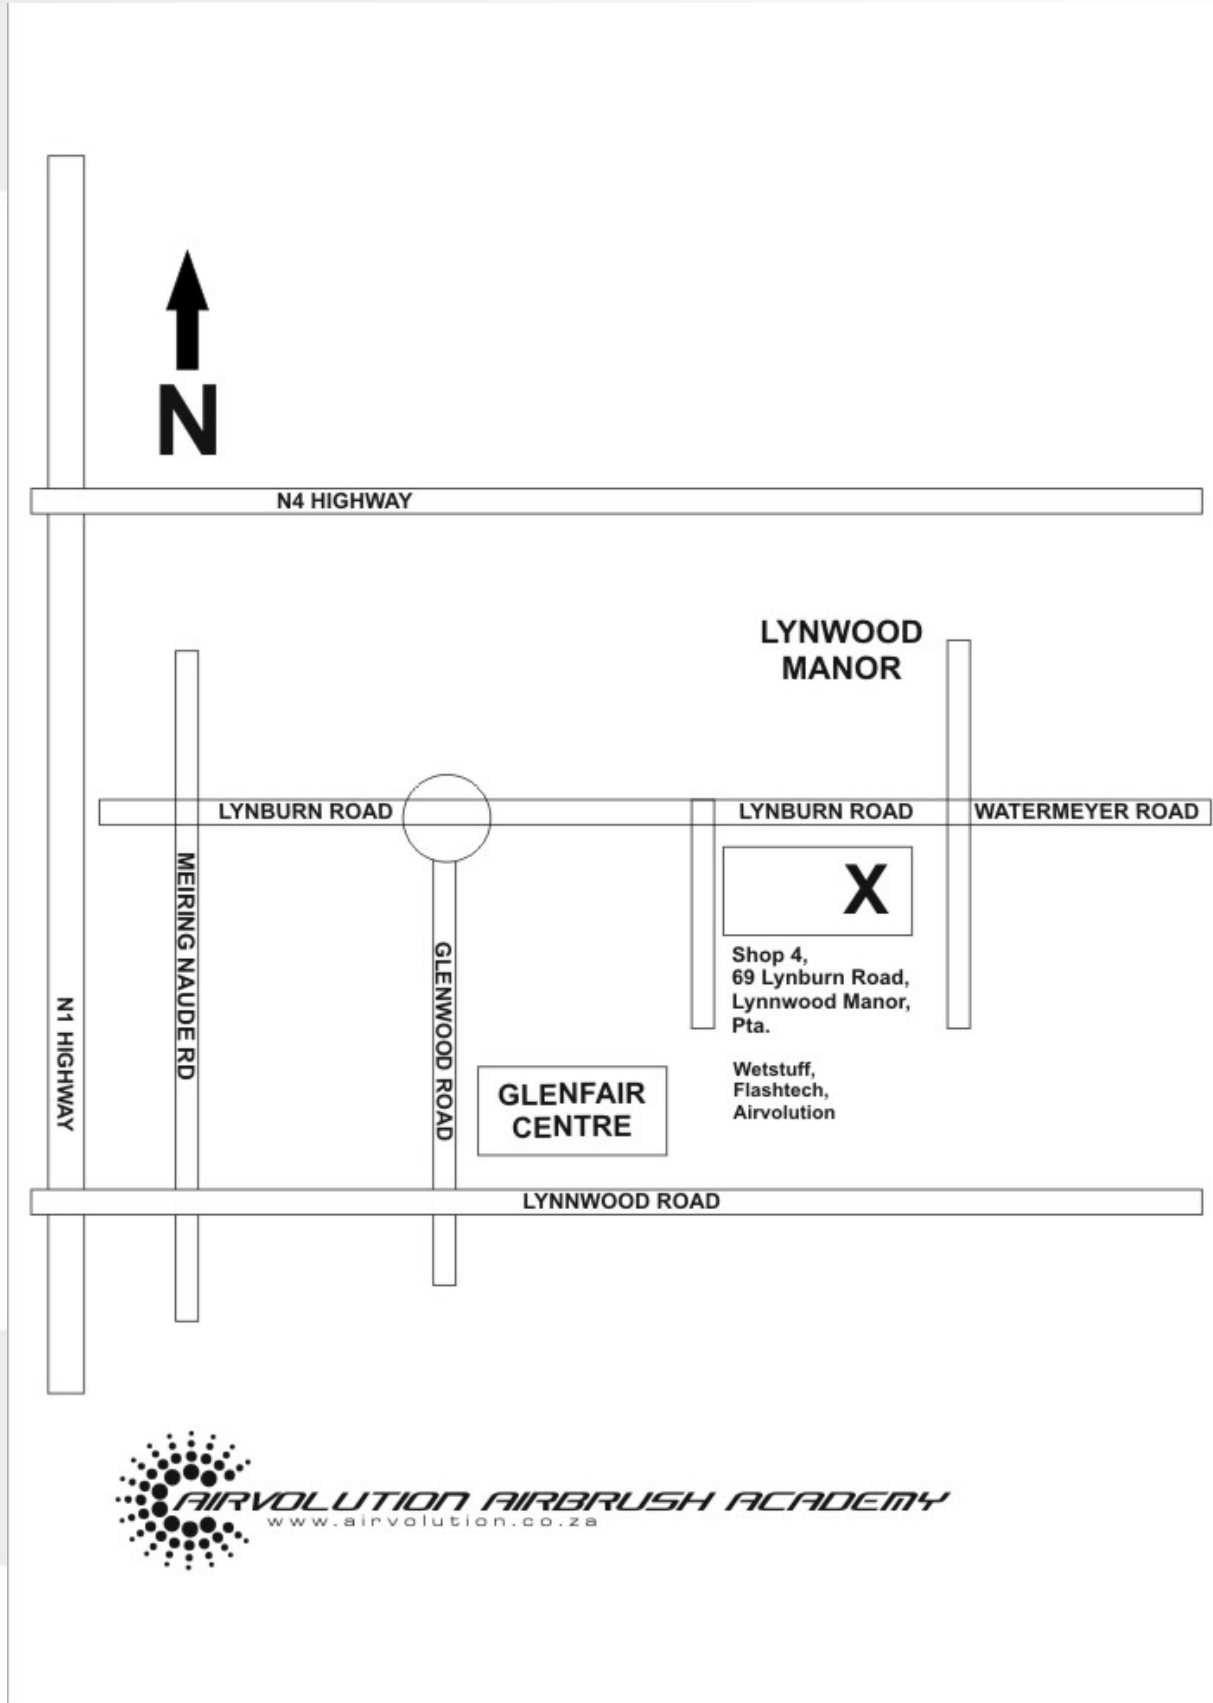 N
N4 HIGHWAY
LYNWOOD
MANOR
LYNBURN ROAD
LYNBURN ROAD
WATERMEYER ROAD
MEIRING NAUDE RD
X
GLENWOOD ROAD
Shop 4,
69 Lynburn Road,
Lynnwood Manor,
Pta.
N1 HIGHWAY
Wetstuff,
Flashtech,
Airvolution
GLENFAIR
CENTRE
LYNNWOOD ROAD
AIRVOLUTION AIRBRUSH ACADEMY
www.airvolution.co.za